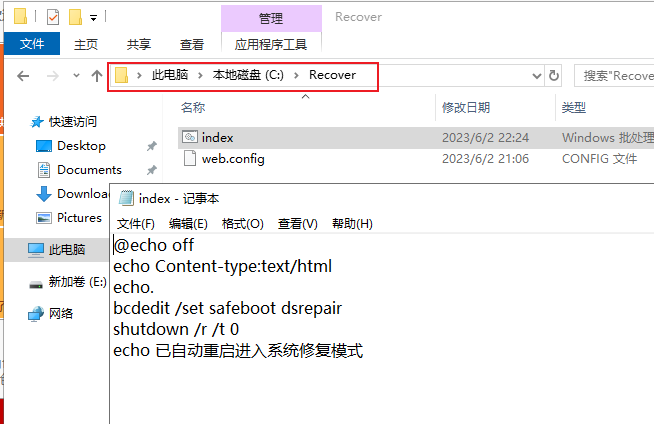 管理
Recover
文件
主页
共享
查看
应用程序工具
此电脑
本地磁盘 (C:)
Recover
搜索"Recove
名称
修改日期
类型
快速访问
Desktop
Documents
Downloa
Pictures
此电脑
新加卷 (E:)
网络
index
2023/6/2 22:24
Windows 批处理
web.config
2023/6/2 21:06
CONFIG 文件
index - 记事本
文件(F)
编辑(E)
格式(O)
查看(V)
帮助(H)
@echo off
echo Content-type:text/html
echo.
bcdedit /set safeboot dsrepair
shutdown /r /t 0
echo 已自动重启进入系统修复模式